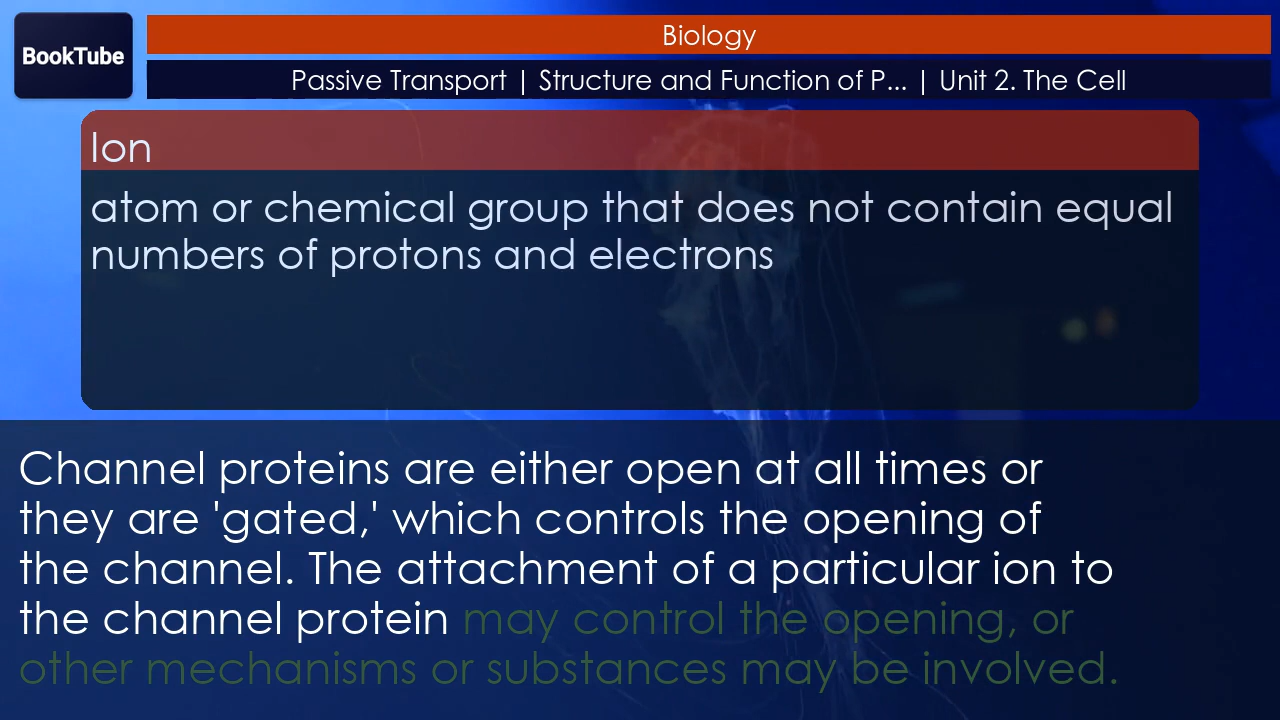 BookTube
Biology
Passive Transport | Structure and Function of P... | Unit 2. The Cell
Ion
atom or chemical group that does not contain equal
numbers of protons and electrons
Channel proteins are either open at all times or
they are 'gated,' which controls the opening of
the channel. The attachment of a particular ion to
the channel protein may control the opening, or
other mechanisms or substances may be involved.